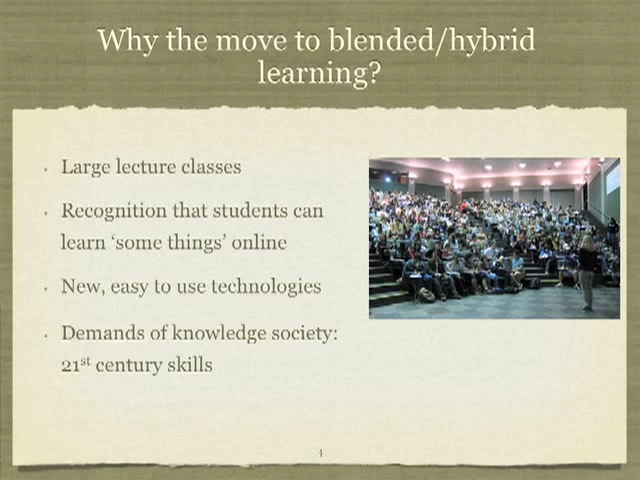 Why the move to blended/hybrid
learning?
Large lecture classes
Recognition that students can
learn ‘some things’ online
New, easy to use technologies
Demands of knowledge society:
21st century skills
1